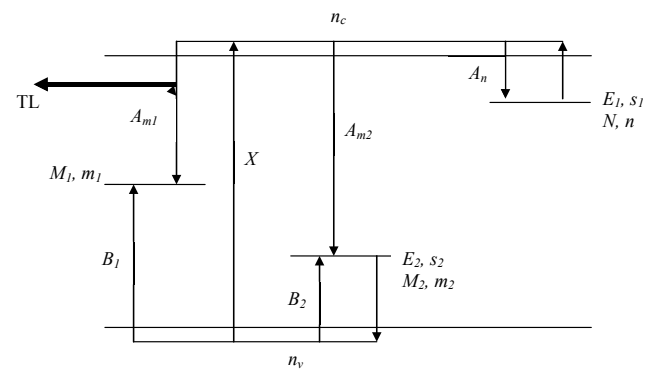 n_c
A_n
TL
A_m1
E_1, s_1
N, n
A_m2
X
M_1, m_1
B_1
E_2, s_2
M_2, m_2
B_2
n_v